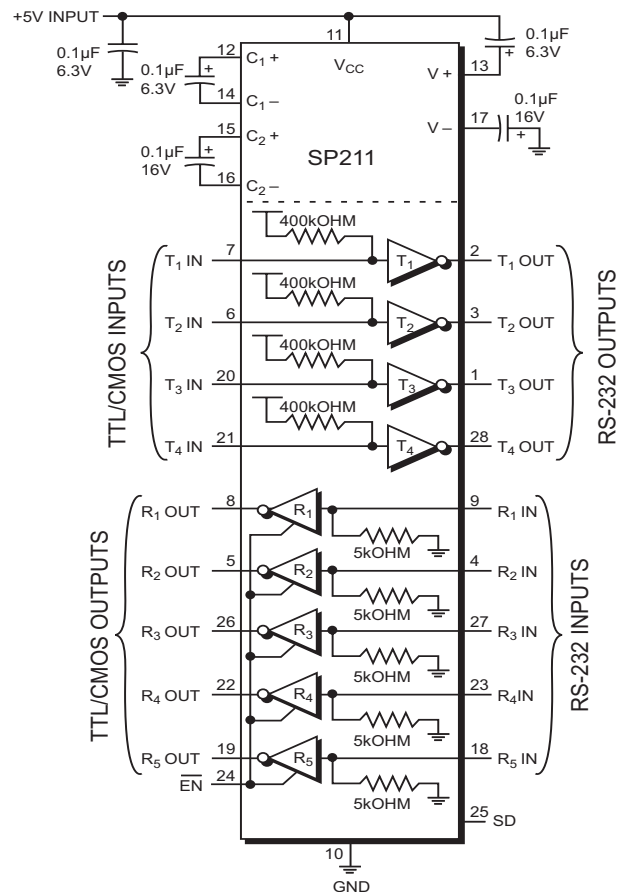 +5V INPUT
11
0.1µF
6.3V
12
C1 +
VCC
V +
13
0.1µF
6.3V
0.1µF
6.3V
14
C1 –
15
C2 +
V –
17
0.1µF
16V
0.1µF
16V
16
C2 –
SP211
400kOHM
T1 IN
7
T1
2
T1 OUT
400kOHM
T2 IN
6
T2
3
T2 OUT
400kOHM
T3 IN
20
T3
1
T3 OUT
400kOHM
T4 IN
21
T4
28
T4 OUT
TTL/CMOS INPUTS
RS-232 OUTPUTS
R1 OUT
8
R1
9
R1 IN
5kOHM
R2 OUT
5
R2
4
R2 IN
5kOHM
R3 OUT
26
R3
27
R3 IN
5kOHM
R4 OUT
22
R4
23
R4IN
5kOHM
R5 OUT
19
R5
18
R5 IN
5kOHM
EN
24
TTL/CMOS OUTPUTS
RS-232 INPUTS
25
SD
10
GND